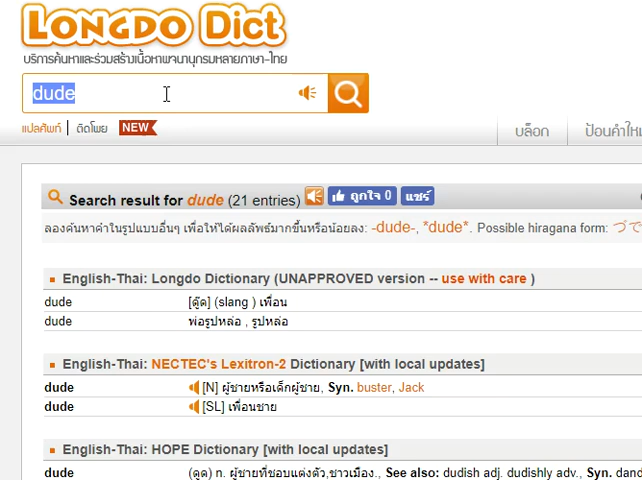 LONGDO Dict
บริการค้นหาและร่วมสร้างเนื้อหาพจนานุกรมหลายภาษา-ไทย
dude
แปลศัพท์ | ติดโพย NEW
บล็อก ป้อนคำให
Search result for dude (21 entries) ถูกใจ 0 แชร์
ลองค้นหาคำในรูปแบบอื่นๆ เพื่อให้ได้ผลลัพธ์มากขึ้นหรือน้อยลง: -dude-, *dude*. Possible hiragana form: づで
English-Thai: Longdo Dictionary (UNAPPROVED version -- use with care )
dude [ดู๊ด] (slang ) เพื่อน
dude พ่อรูปหล่อ , รูปหล่อ
English-Thai: NECTEC's Lexitron-2 Dictionary [with local updates]
dude [N] ผู้ชายหรือเด็กผู้ชาย, Syn. buster, Jack
dude [SL] เพื่อนชาย
English-Thai: HOPE Dictionary [with local updates]
dude (ดูด) n. ผู้ชายที่ชอบแต่งตัว,ชาวเมือง., See also: dudish adj. dudishly adv., Syn. dand